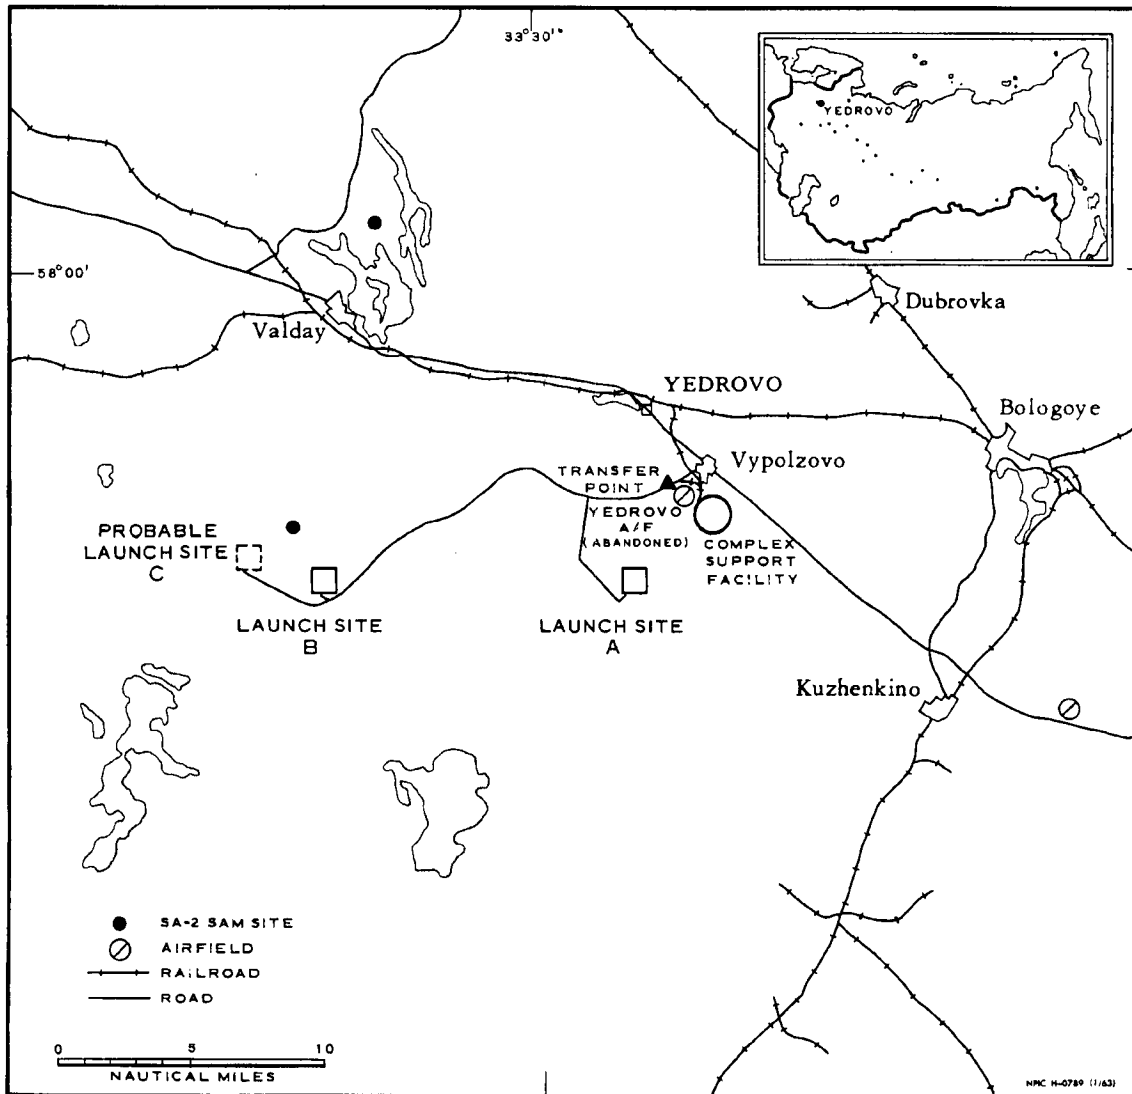 33°30'
YEDROVO
58°00'
Dubrovka
Valday
YEDROVO
Bologoye
Vypolzovo
TRANSFER
POINT
YEDROVO
A/F
(ABANDONED)
COMPLEX
SUPPORT
FACILITY
PROBABLE
LAUNCH SITE
C
LAUNCH SITE
B
LAUNCH SITE
A
Kuzhenkino
SA-2 SAM SITE
AIRFIELD
RAILROAD
ROAD
0 5 10
NAUTICAL MILES
NPIC H-0789 (1/63)